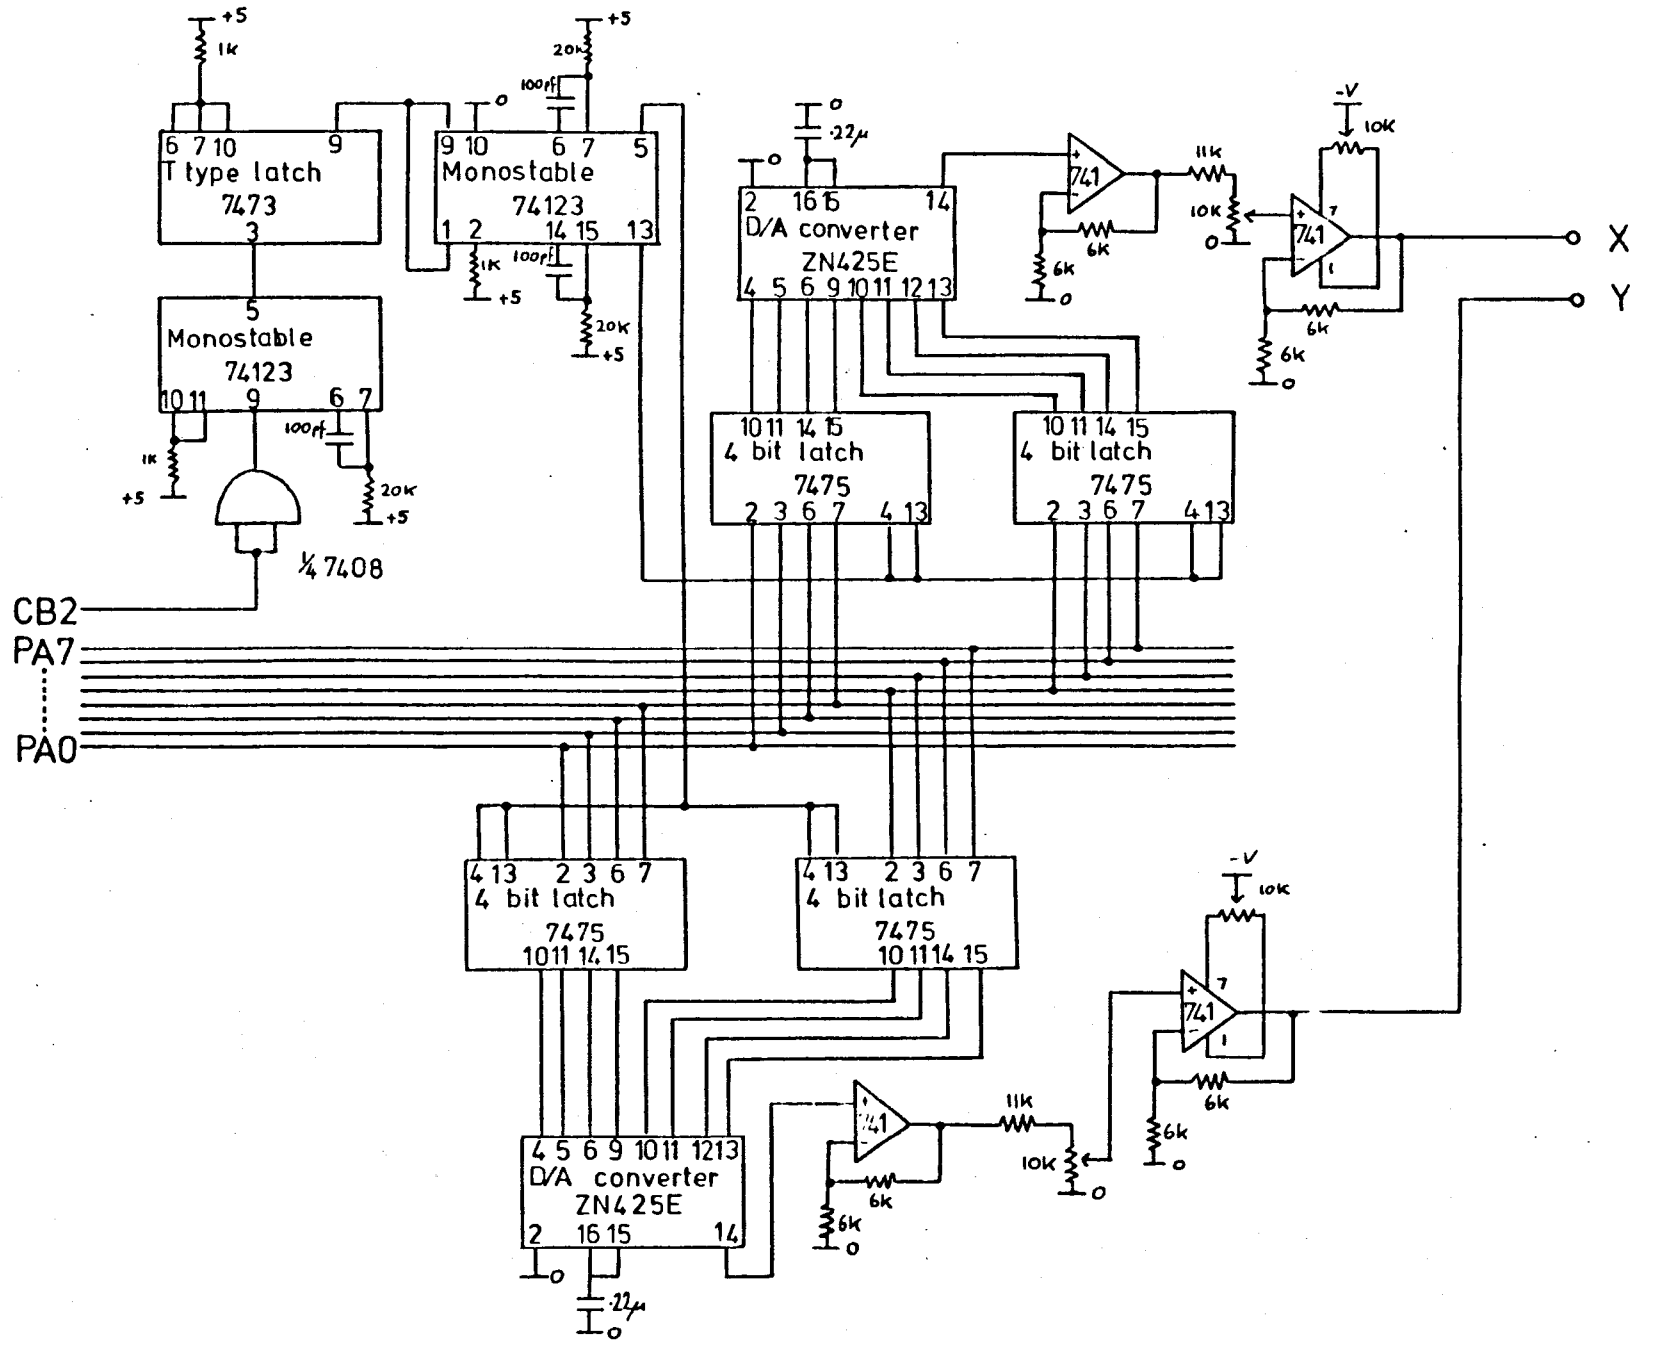 +5
1k
6 7 10 9
T type latch
7473
3
5
Monostable
74123
10 11 9 6 7
100pf
1k
+5
20k
+5
1/4 7408
CB2
PA7
PA0
+5
20k
100pf
0
9 10 6 7 5
Monostable
74123
1 2 14 15 13
1k
+5
100pf
20k
+5
0
.22μ
0
2 16 15 14
D/A converter
ZN425E
4 5 6 9 10 11 12 13
10 11 14 15
4 bit latch
7475
2 3 6 7 4 13
10 11 14 15
4 bit latch
7475
2 3 6 7 4 13
+
741
-
6k
6k
0
11k
10k
0
-V
10k
+
7
741
-
1
6k
6k
0
X
Y
4 13 2 3 6 7
4 bit latch
7475
10 11 14 15
4 13 2 3 6 7
4 bit latch
7475
10 11 14 15
4 5 6 9 10 11 12 13
D/A converter
ZN425E
2 16 15 14
0
.22μ
0
+
741
-
6k
6k
0
11k
10k
0
-V
10k
+
7
741
-
1
6k
6k
0